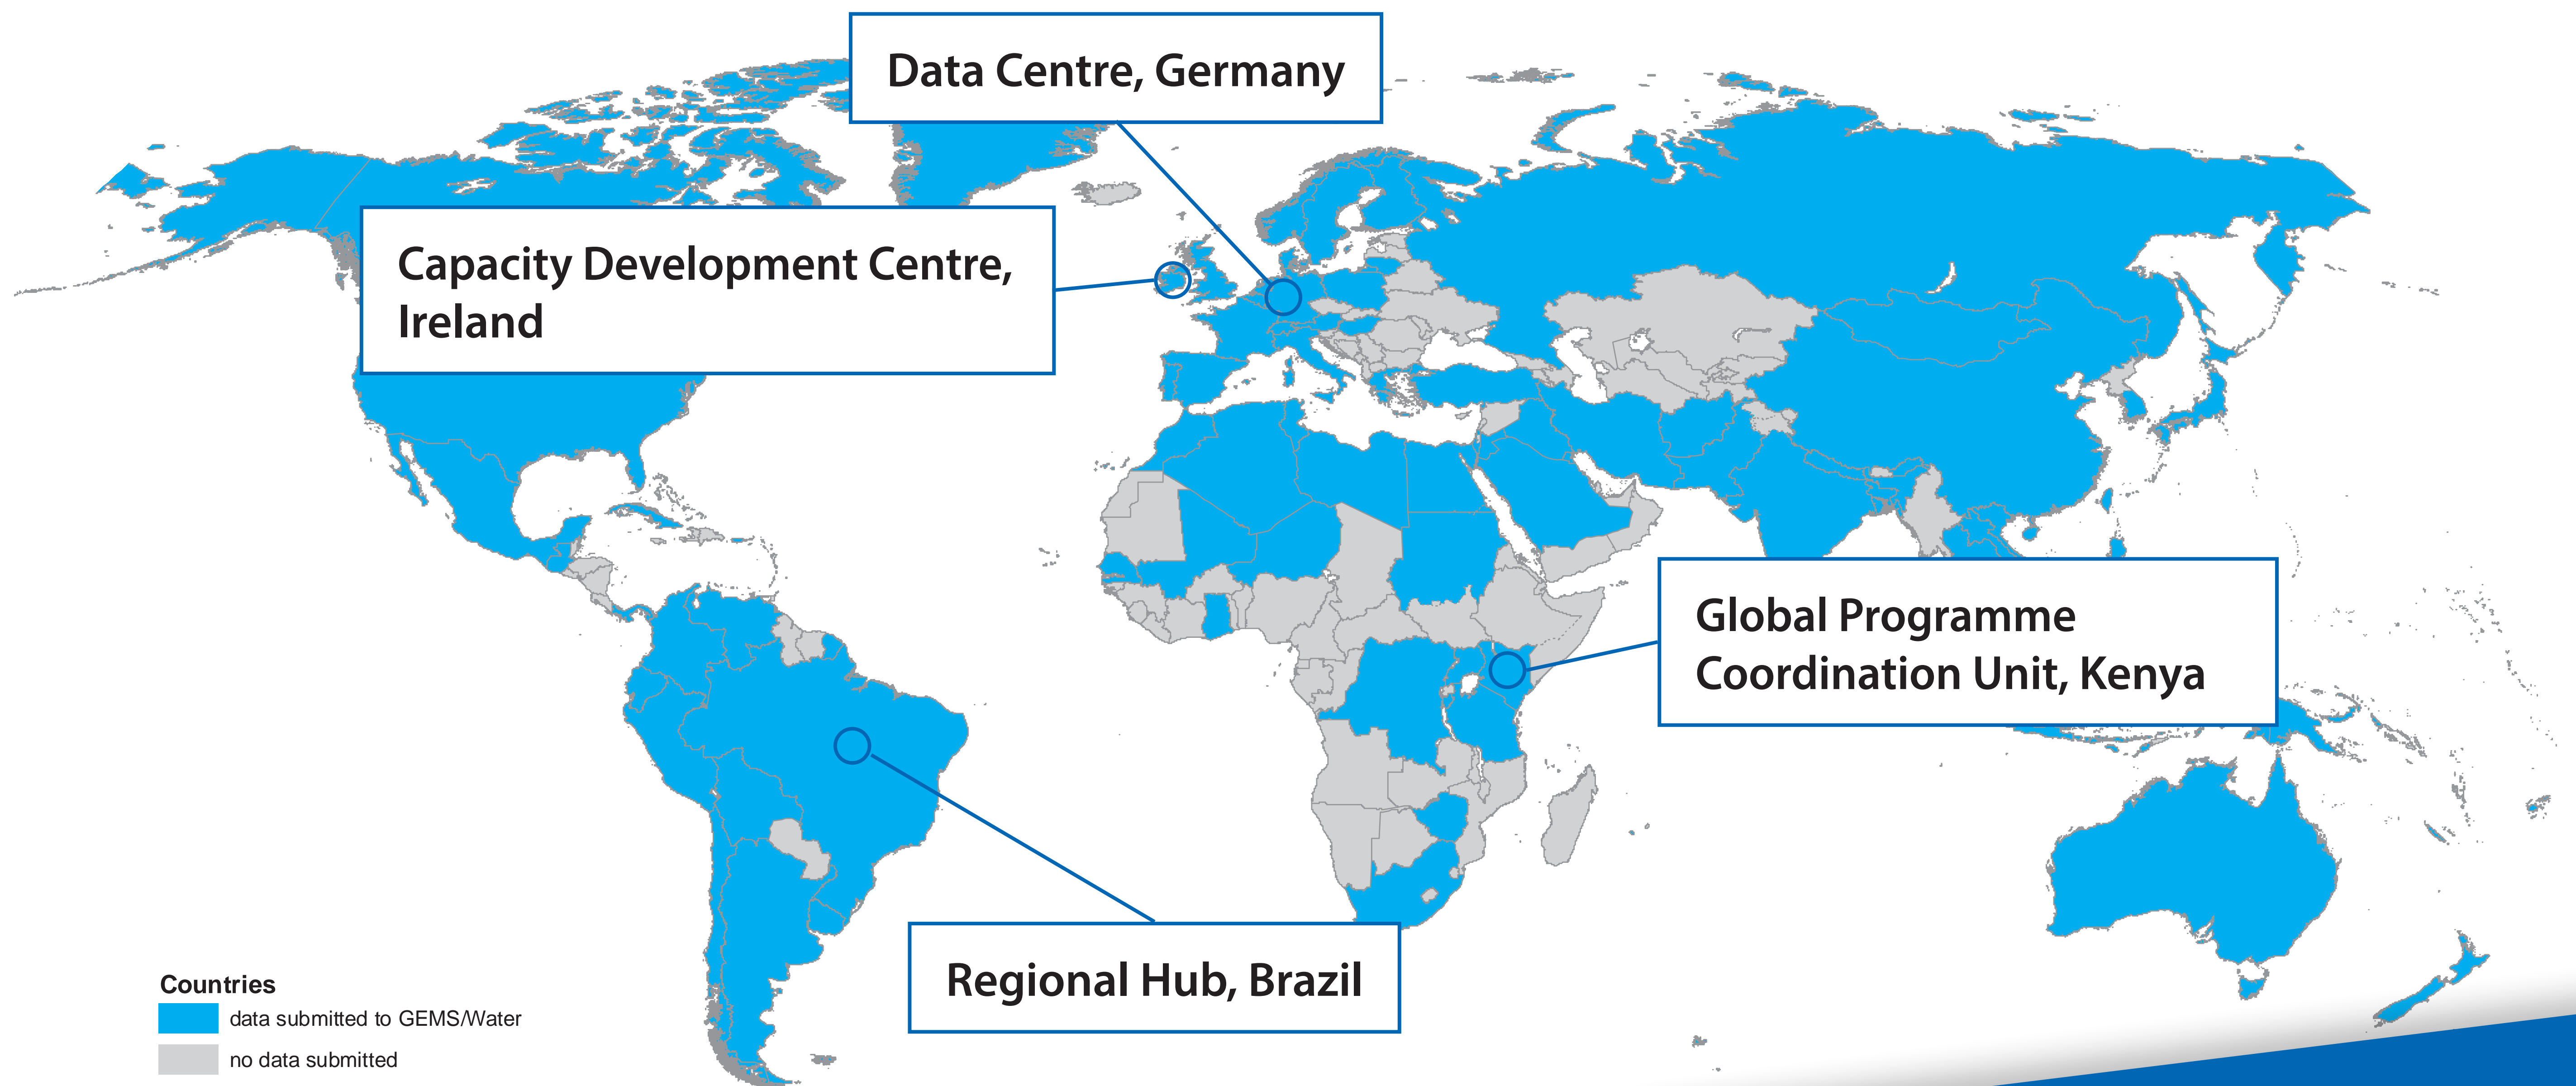 Data Centre, Germany
Capacity Development Centre,
Ireland
Global Programme
Coordination Unit, Kenya
Regional Hub, Brazil
Countries
data submitted to GEMS/Water
no data submitted